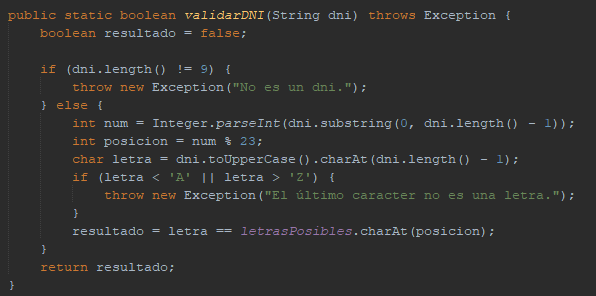 public static boolean validarDNI(String dni) throws Exception {
    boolean resultado = false;

    if (dni.length() != 9) {
        throw new Exception("No es un dni.");
    } else {
        int num = Integer.parseInt(dni.substring(0, dni.length() - 1));
        int posicion = num % 23;
        char letra = dni.toUpperCase().charAt(dni.length() - 1);
        if (letra < 'A' || letra > 'Z') {
            throw new Exception("El último caracter no es una letra.");
        }
        resultado = letra == letrasPosibles.charAt(posicion);
    }
    return resultado;
}